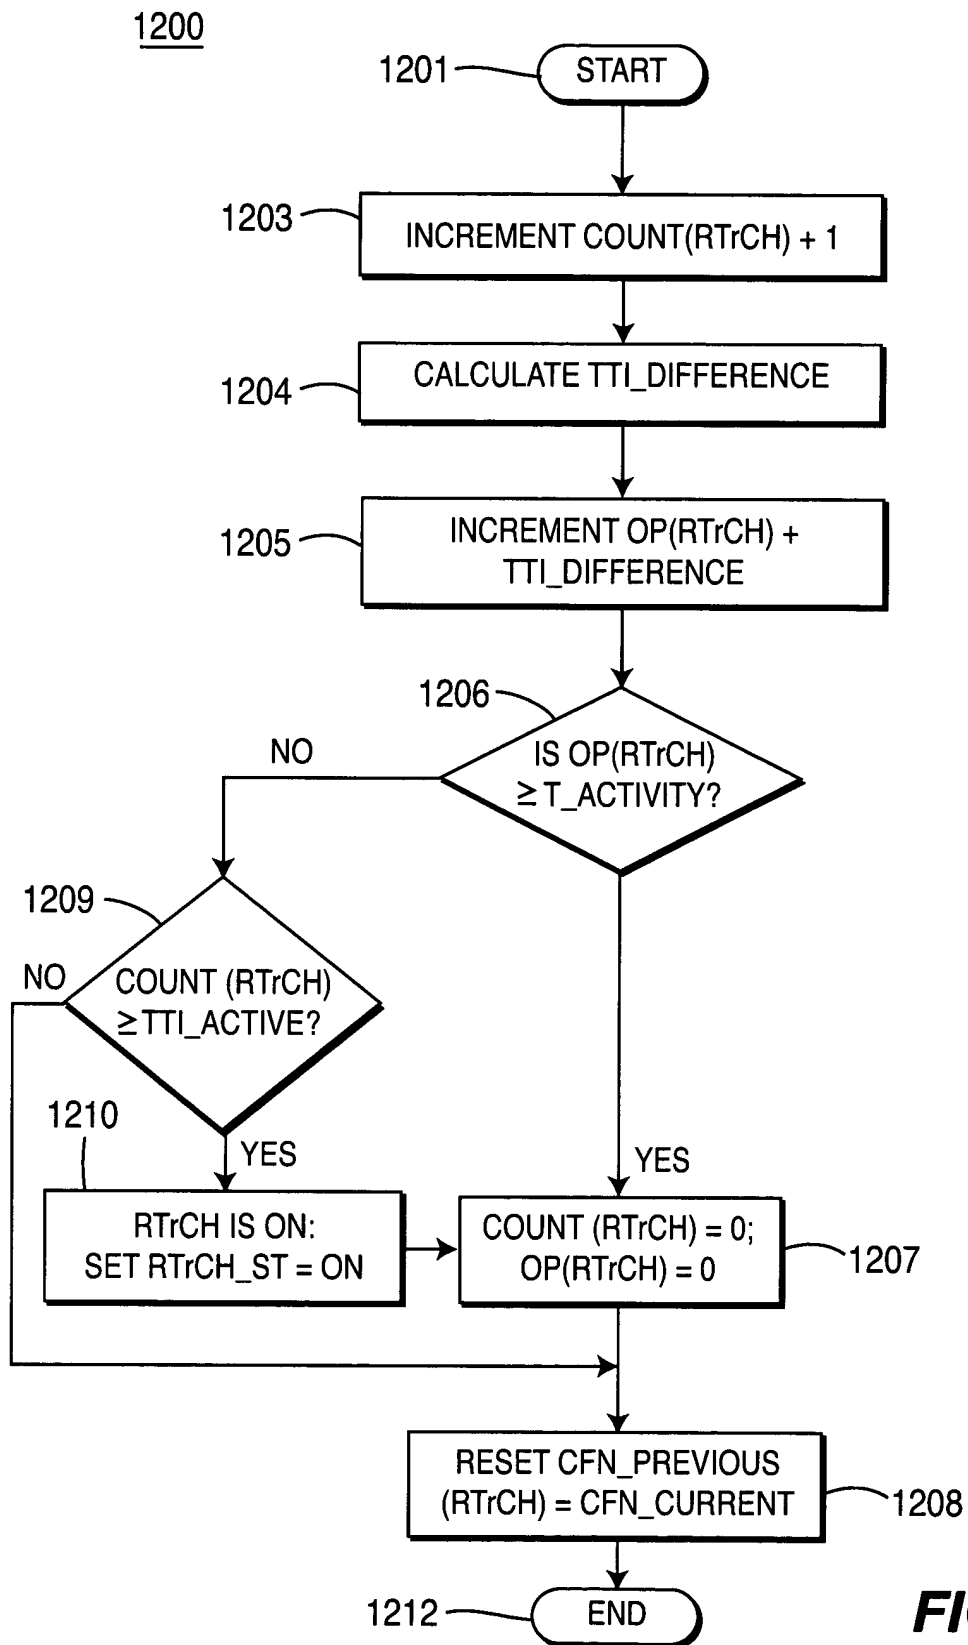 1200
1201
START
1203
INCREMENT COUNT(RTrCH) + 1
1204
CALCULATE TTI_DIFFERENCE
1205
INCREMENT OP(RTrCH) +
TTI_DIFFERENCE
1206
IS OP(RTrCH)
≥ T_ACTIVITY?
NO
1209
NO
COUNT (RTrCH)
≥ TTI_ACTIVE?
1210
YES
YES
RTrCH IS ON:
SET RTrCH_ST = ON
COUNT (RTrCH) = 0;
OP(RTrCH) = 0
1207
RESET CFN_PREVIOUS
(RTrCH) = CFN_CURRENT
1208
1212
END